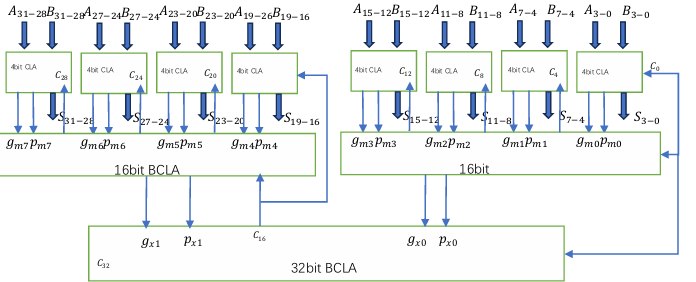 A31−28 B31−28 A27−24 B27−24 A23−20 B23−20 A19−26 B19−16 A15−12 B15−12 A11−8 B11−8 A7−4 B7−4 A3−0 B3−0
4bit CLA C28 4bit CLA C24 4bit CLA C20 4bit CLA 4bit CLA C12 4bit CLA C8 4bit CLA C4 4bit CLA C0
S31−28 S27−24 S23−20 S19−16 S15−12 S11−8 S7−4 S3−0
gm7 pm7 gm6 pm6 gm5 pm5 gm4 pm4 gm3 pm3 gm2 pm2 gm1 pm1 gm0 pm0
16bit BCLA 16bit
gx1 px1 C16 gx0 px0
C32 32bit BCLA